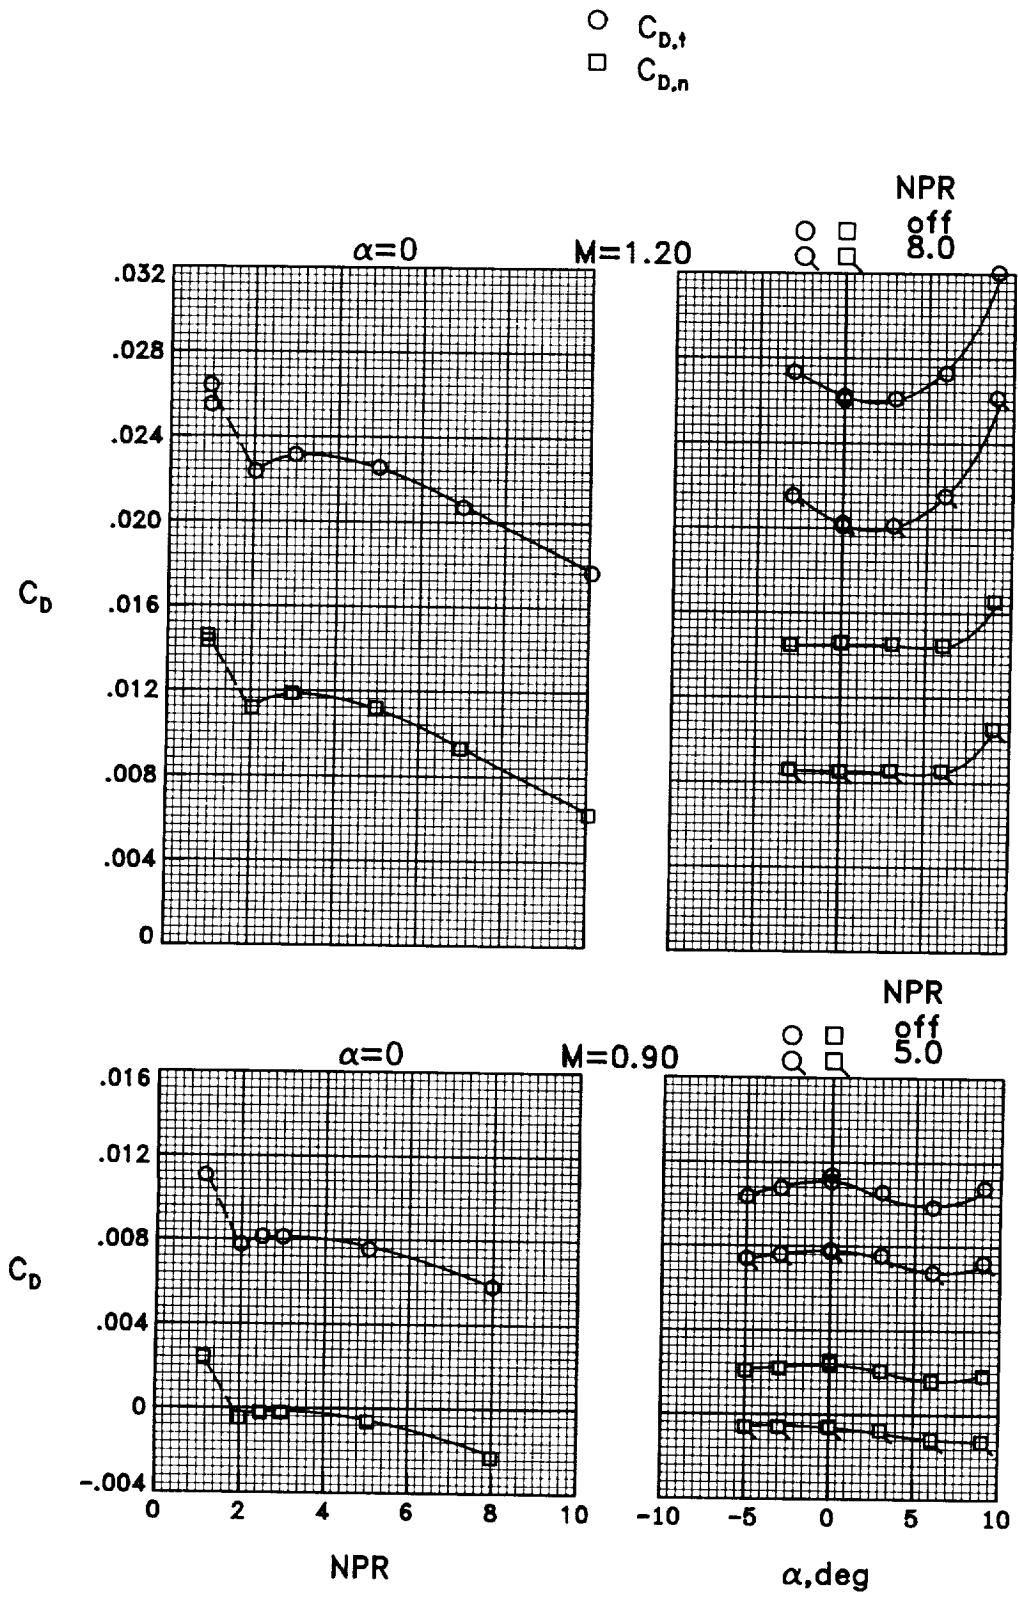 C_D,t
C_D,n
NPR
off
α=0 M=1.20 8.0
.032
.028
.024
.020
C_D
.016
.012
.008
.004
0
NPR
off
α=0 M=0.90 5.0
.016
.012
.008
C_D
.004
0
-.004
0 2 4 6 8 10 -10 -5 0 5 10
NPR α,deg